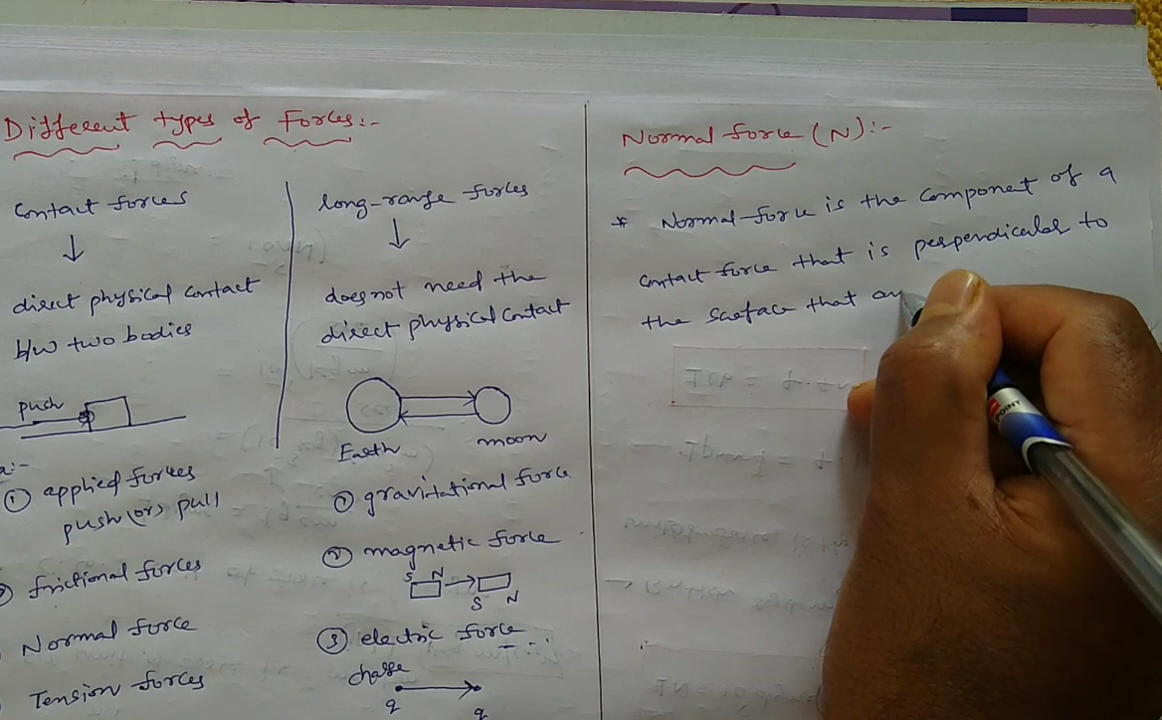 Different types of Forces:-
Contact forces
↓
direct physical contact
b/w two bodies
push
① applied forces
push (or) pull
frictional forces
Normal force
Tension forces
long-range forces
↓
does not need the
direct physical contact
Earth
moon
① gravitational force
② magnetic force
S N → S N
③ electric force
charge
q q
Normal force (N):-
* Normal force is the component of a
contact force that is perpendicular to
the surface that
POINT